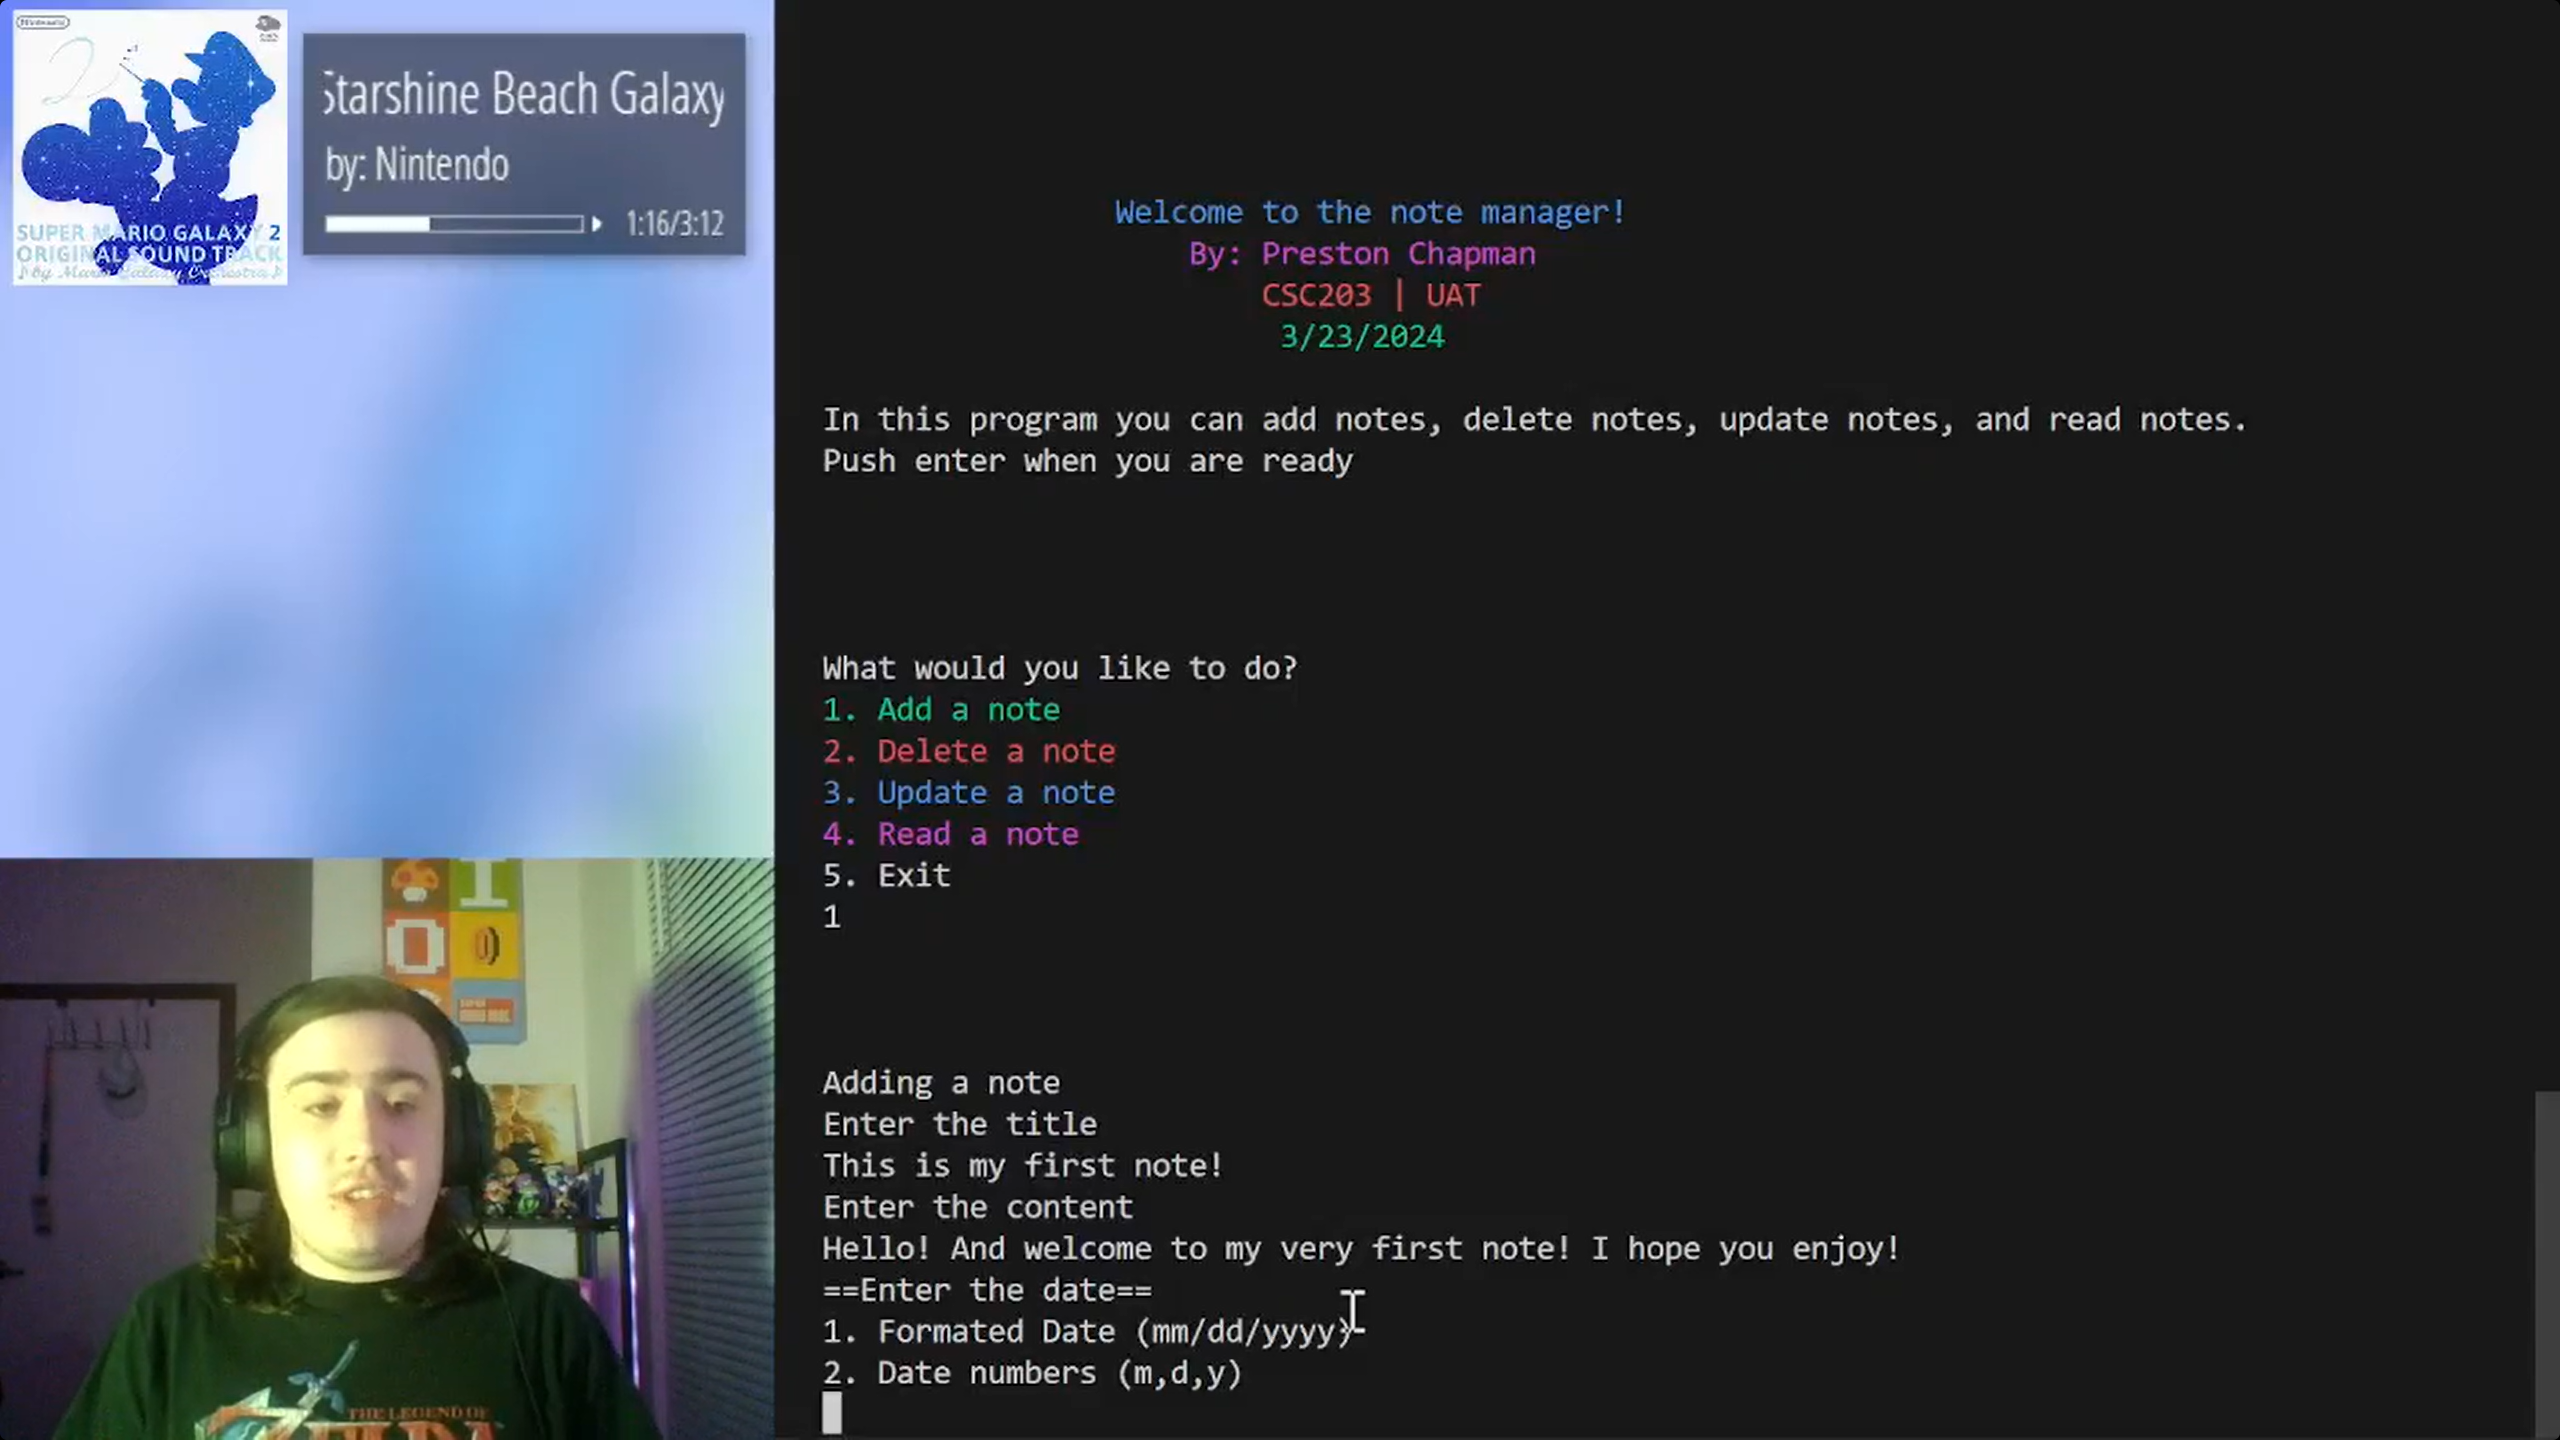 Nintendo
2
SUPER MARIO GALAXY 2
ORIGINAL SOUND TRACK
♪ by Mario Galaxy Orchestra ♪
Starshine Beach Galaxy
by: Nintendo
1:16/3:12
Welcome to the note manager!
By: Preston Chapman
CSC203 | UAT
3/23/2024
In this program you can add notes, delete notes, update notes, and read notes.
Push enter when you are ready
What would you like to do?
1. Add a note
2. Delete a note
3. Update a note
4. Read a note
5. Exit
1
Adding a note
Enter the title
This is my first note!
Enter the content
Hello! And welcome to my very first note! I hope you enjoy!
==Enter the date==
1. Formated Date (mm/dd/yyyy)
2. Date numbers (m,d,y)
THE LEGEND OF
ZELDA